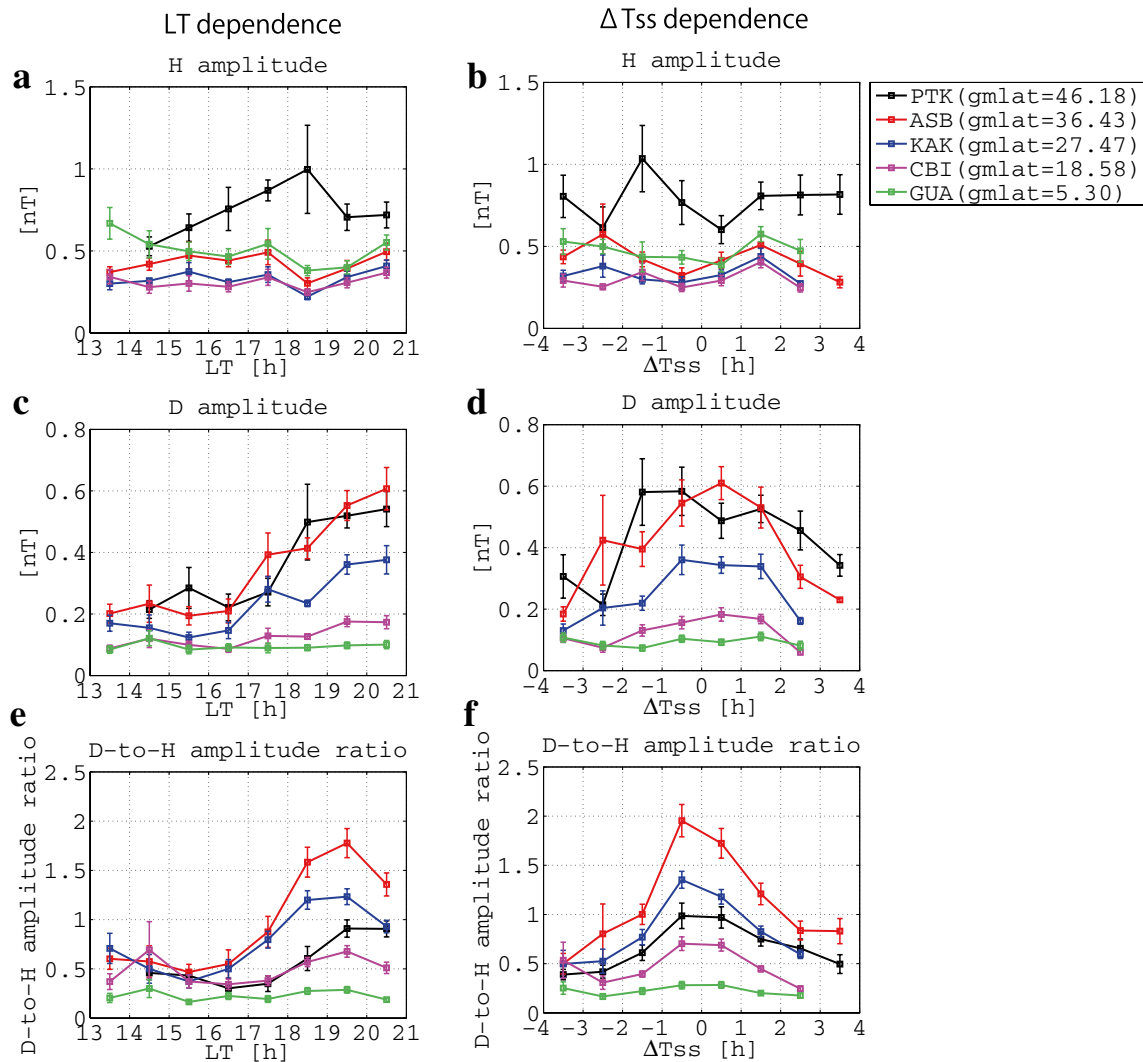 LT dependence
Δ Tss dependence
a
H amplitude
1.5
1
0.5
0
[nT]
13 14 15 16 17 18 19 20 21
LT [h]
b
H amplitude
1.5
1
0.5
0
[nT]
-4 -3 -2 -1 0 1 2 3 4
ΔTss [h]
PTK(gmlat=46.18)
ASB(gmlat=36.43)
KAK(gmlat=27.47)
CBI(gmlat=18.58)
GUA(gmlat=5.30)
c
D amplitude
0.8
0.6
0.4
0.2
0
[nT]
13 14 15 16 17 18 19 20 21
LT [h]
d
D amplitude
0.8
0.6
0.4
0.2
0
[nT]
-4 -3 -2 -1 0 1 2 3 4
ΔTss [h]
e
D-to-H amplitude ratio
D-to-H amplitude ratio
2.5
2
1.5
1
0.5
0
13 14 15 16 17 18 19 20 21
LT [h]
f
D-to-H amplitude ratio
D-to-H amplitude ratio
2.5
2
1.5
1
0.5
0
-4 -3 -2 -1 0 1 2 3 4
ΔTss [h]